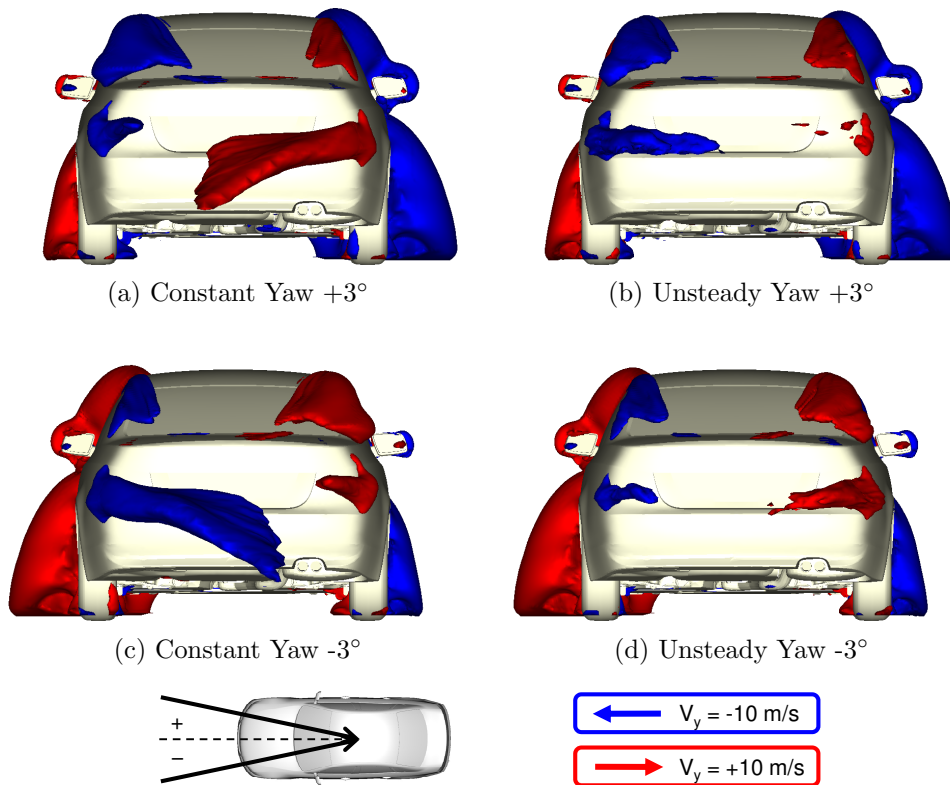 (a) Constant Yaw +3°
(b) Unsteady Yaw +3°
(c) Constant Yaw -3°
(d) Unsteady Yaw -3°
+
−
V_y = -10 m/s
V_y = +10 m/s